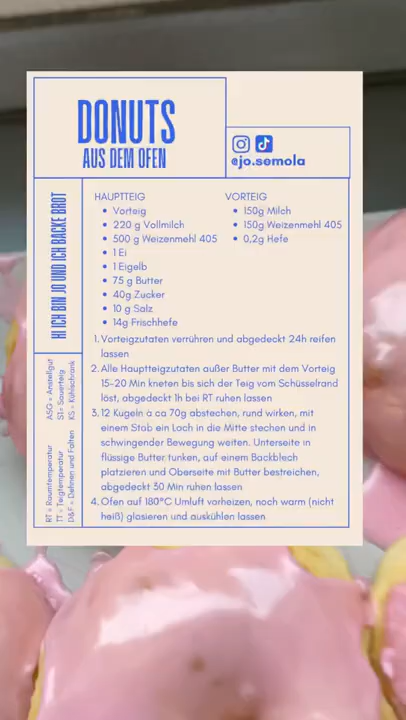 DONUTS
AUS DEM OFEN
@jo.semola
HI ICH BIN JO UND ICH BACKE BROT
ASG = Anstellgut
ST= Sauerteig
KS = Kühlschrank
RT = Raumtemperatur
TT = Teigtemperatur
D&F = Dehnen und Falten
HAUPTTEIG
• Vorteig
• 220 g Vollmilch
• 500 g Weizenmehl 405
• 1 Ei
• 1 Eigelb
• 75 g Butter
• 40g Zucker
• 10 g Salz
• 14g Frischhefe
VORTEIG
• 150g Milch
• 150g Weizenmehl 405
• 0,2g Hefe
1. Vorteigzutaten verrühren und abgedeckt 24h reifen
lassen
2. Alle Hauptteigzutaten außer Butter mit dem Vorteig
15-20 Min kneten bis sich der Teig vom Schüsselrand
löst, abgedeckt 1h bei RT ruhen lassen
3. 12 Kugeln à ca 70g abstechen, rund wirken, mit
einem Stab ein Loch in die Mitte stechen und in
schwingender Bewegung weiten. Unterseite in
flüssige Butter tunken, auf einem Backblech
platzieren und Oberseite mit Butter bestreichen,
abgedeckt 30 Min ruhen lassen
4. Ofen auf 180°C Umluft vorheizen, noch warm (nicht
heiß) glasieren und auskühlen lassen